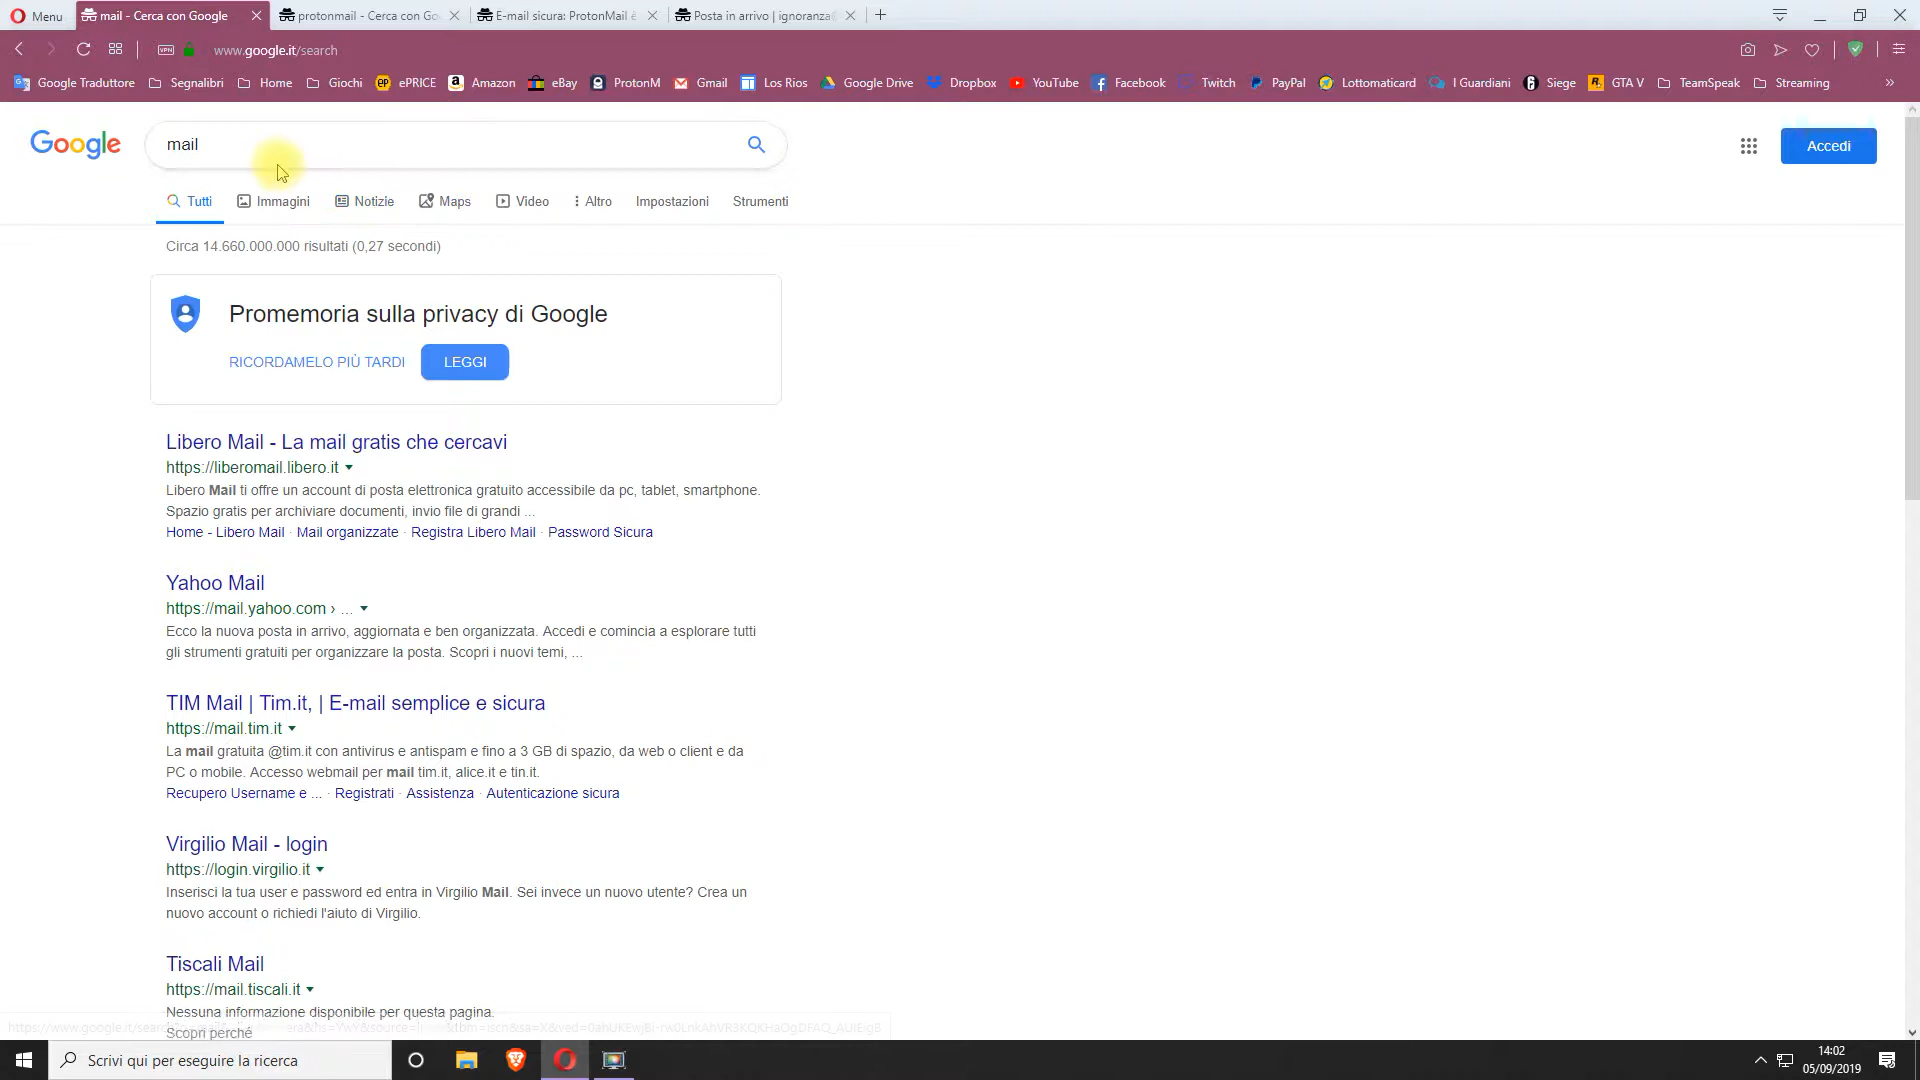 Menu
mail - Cerca con Google
protonmail - Cerca con Go
E-mail sicura: ProtonMail è
Posta in arrivo | ignoranza
VPN
www.google.it/search
Google Traduttore
Segnalibri
Home
Giochi
ePRICE
Amazon
eBay
ProtonM
Gmail
Los Rios
Google Drive
Dropbox
YouTube
Facebook
Twitch
PayPal
Lottomaticard
I Guardiani
Siege
GTA V
TeamSpeak
Streaming
»
Google
mail
Accedi
Tutti
Immagini
Notizie
Maps
Video
Altro
Impostazioni
Strumenti
Circa 14.660.000.000 risultati (0,27 secondi)
Promemoria sulla privacy di Google
RICORDAMELO PIÙ TARDI
LEGGI
Libero Mail - La mail gratis che cercavi
https://liberomail.libero.it
Libero Mail ti offre un account di posta elettronica gratuito accessibile da pc, tablet, smartphone.
Spazio gratis per archiviare documenti, invio file di grandi ...
Home - Libero Mail · Mail organizzate · Registra Libero Mail · Password Sicura
Yahoo Mail
https://mail.yahoo.com › ...
Ecco la nuova posta in arrivo, aggiornata e ben organizzata. Accedi e comincia a esplorare tutti
gli strumenti gratuiti per organizzare la posta. Scopri i nuovi temi, ...
TIM Mail | Tim.it, | E-mail semplice e sicura
https://mail.tim.it
La mail gratuita @tim.it con antivirus e antispam e fino a 3 GB di spazio, da web o client e da
PC o mobile. Accesso webmail per mail tim.it, alice.it e tin.it.
Recupero Username e ... · Registrati · Assistenza · Autenticazione sicura
Virgilio Mail - login
https://login.virgilio.it
Inserisci la tua user e password ed entra in Virgilio Mail. Sei invece un nuovo utente? Crea un
nuovo account o richiedi l'aiuto di Virgilio.
Tiscali Mail
https://mail.tiscali.it
Nessuna informazione disponibile per questa pagina.
Scopri perché
Scrivi qui per eseguire la ricerca
14:02
05/09/2019